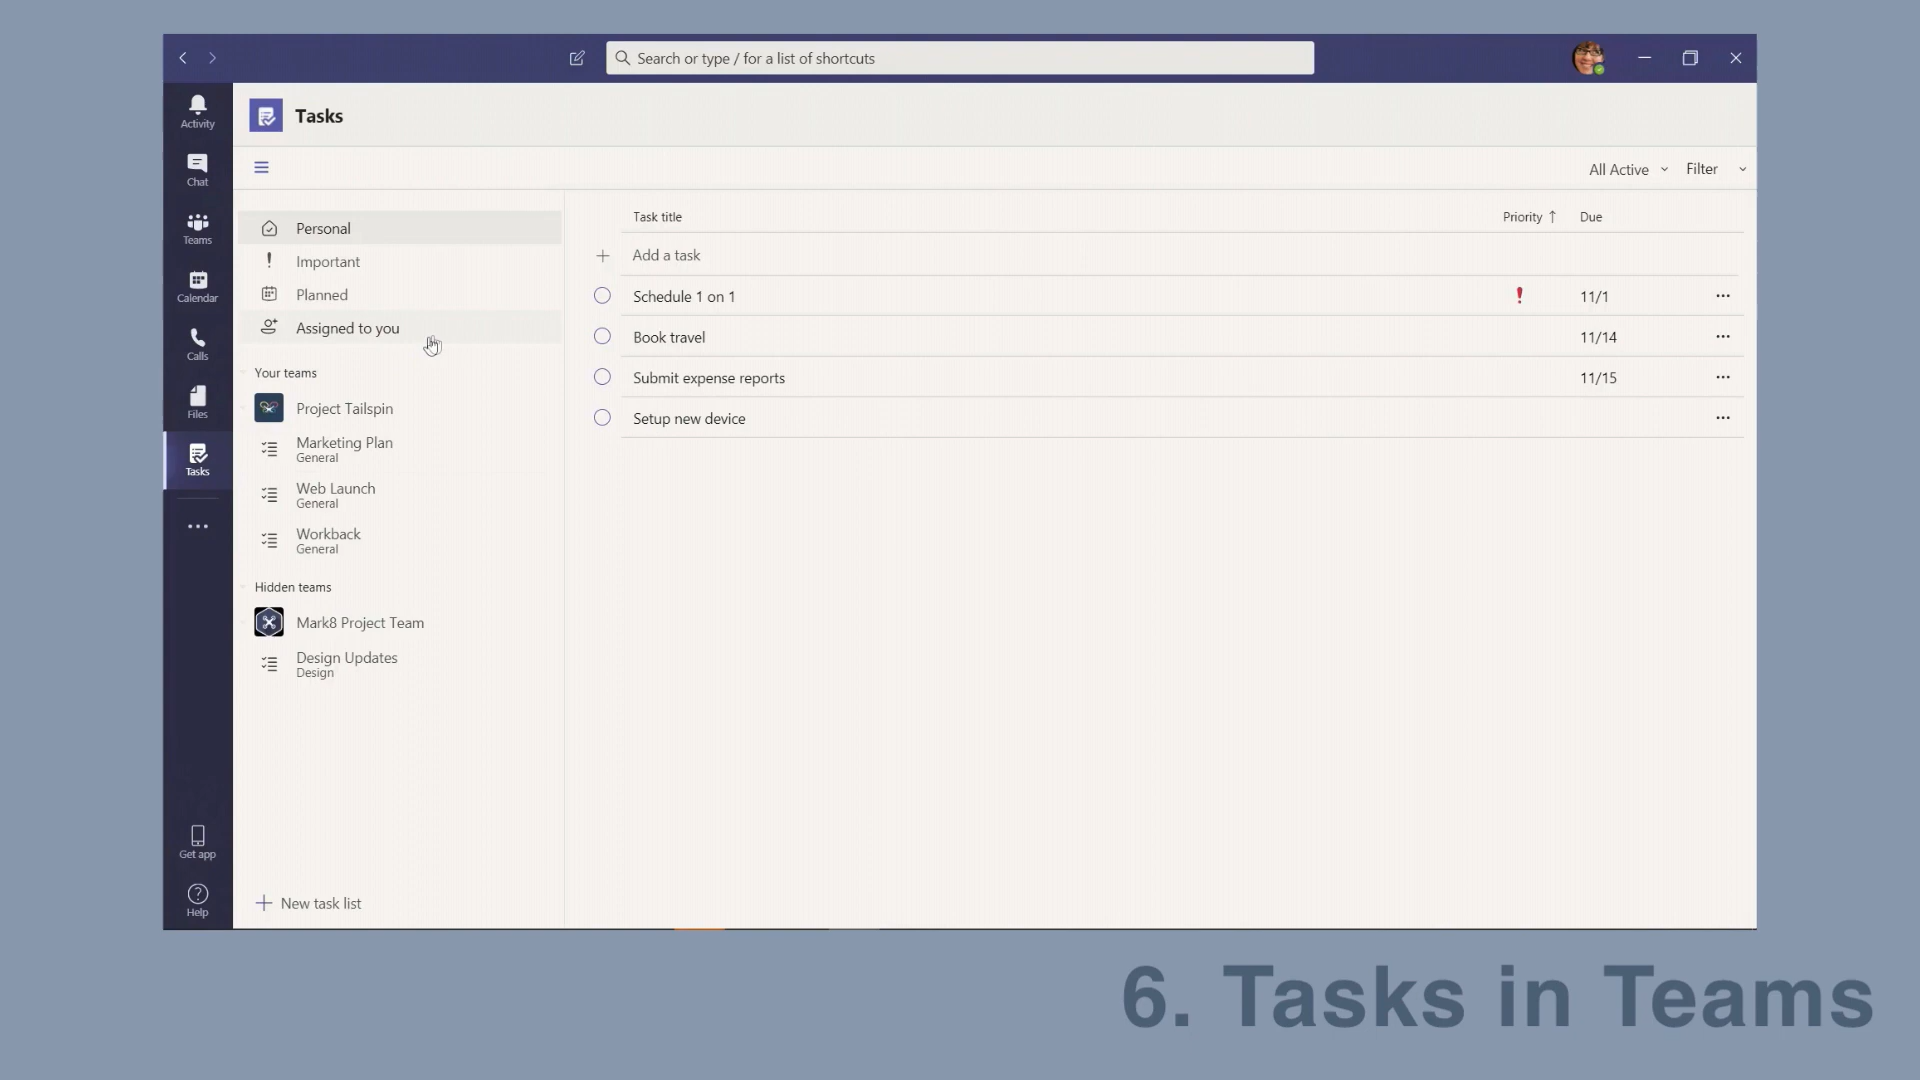 Search or type / for a list of shortcuts
Activity
Chat
Teams
Calendar
Calls
Files
Tasks
Get app
Help
Tasks
All Active
Filter
Personal
Important
Planned
Assigned to you
Your teams
Project Tailspin
Marketing Plan
General
Web Launch
General
Workback
General
Hidden teams
Mark8 Project Team
Design Updates
Design
New task list
Task title Priority Due
Add a task
Schedule 1 on 1 11/1
Book travel 11/14
Submit expense reports 11/15
Setup new device
6. Tasks in Teams